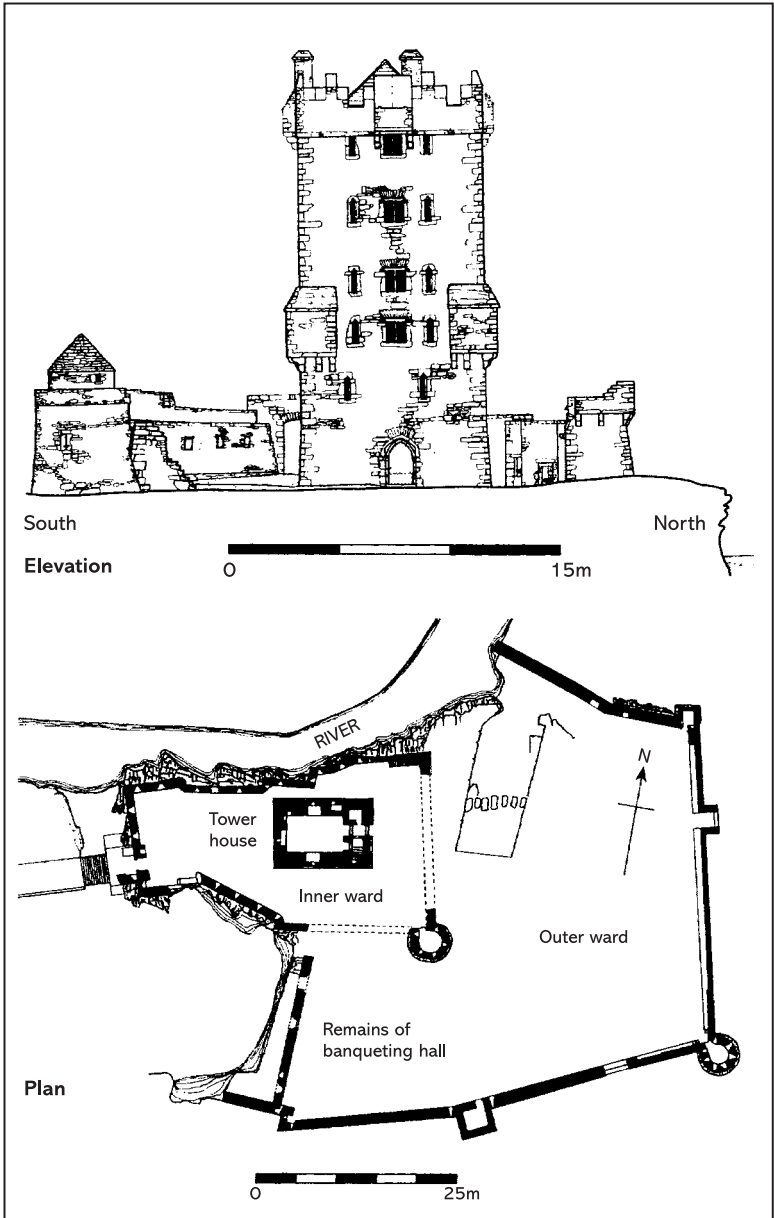 South
North
Elevation
0
15m
RIVER
N
Tower
house
Inner ward
Outer ward
Remains of
banqueting hall
Plan
0
25m